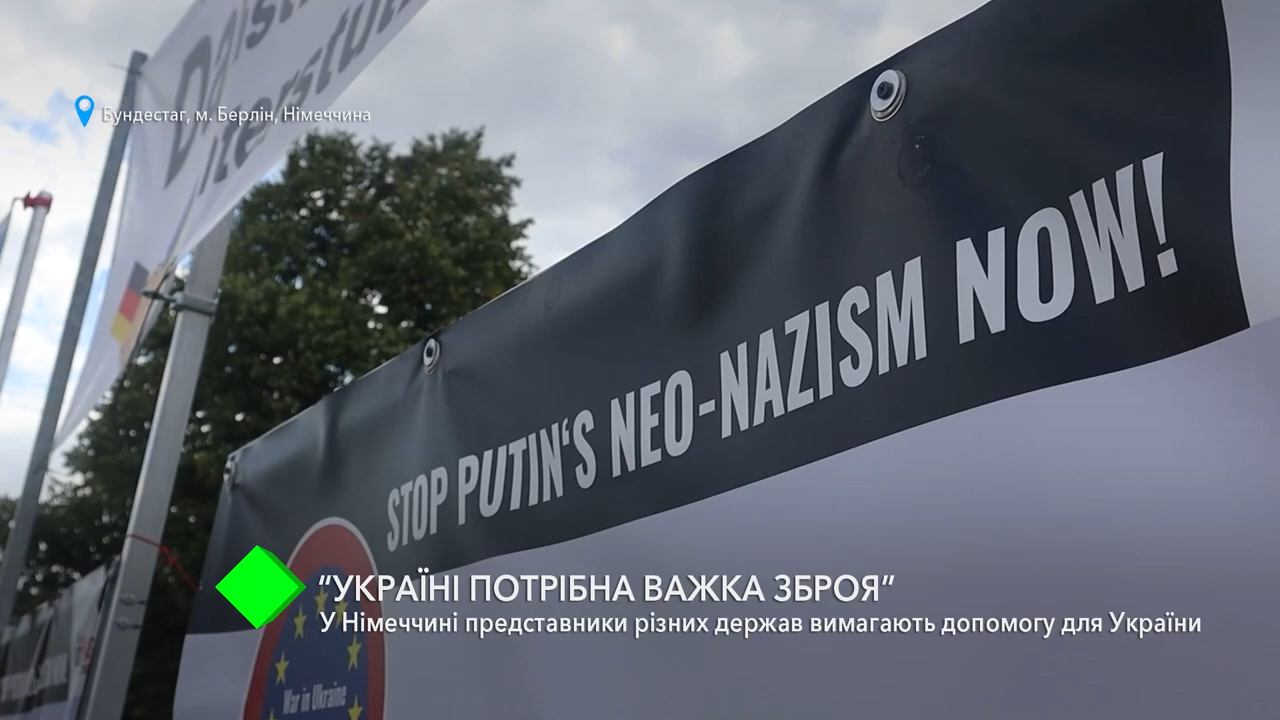 Бундестаг, м. Берлін, Німеччина
STOP PUTIN‘S NEO-NAZISM NOW!
“УКРАЇНІ ПОТРІБНА ВАЖКА ЗБРОЯ”
У Німеччині представники різних держав вимагають допомогу для України
War in Ukraine